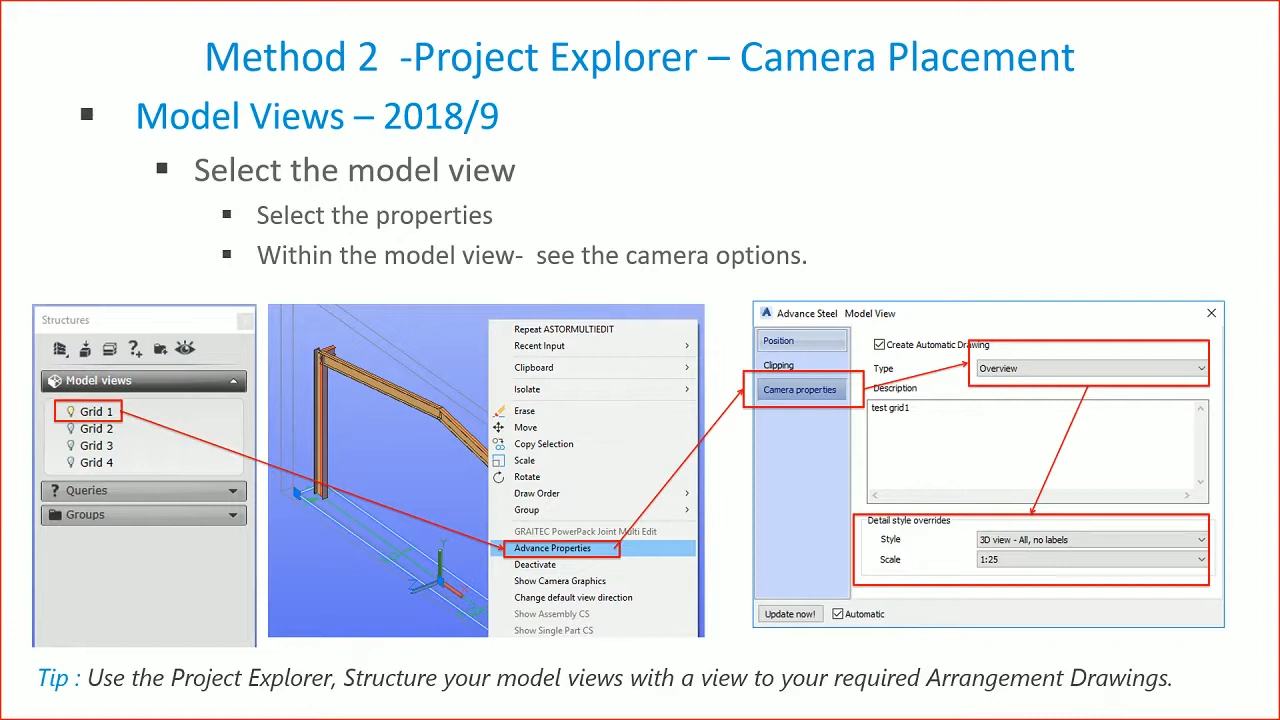 Method 2  -Project Explorer – Camera Placement
Model Views – 2018/9
Select the model view
Select the properties
Within the model view-  see the camera options.
Structures
Model views
Grid 1
Grid 2
Grid 3
Grid 4
Queries
Groups
Repeat ASTORMULTIEDIT
Recent Input
Clipboard
Isolate
Erase
Move
Copy Selection
Scale
Rotate
Draw Order
Group
GRAITEC PowerPack Joint Multi Edit
Advance Properties
Deactivate
Show Camera Graphics
Change default view direction
Show Assembly CS
Show Single Part CS
Y
Z
Advance Steel   Model View
Position
Clipping
Camera properties
Create Automatic Drawing
Type
Overview
Description
test grid1
Detail style overrides
Style
3D view - All, no labels
Scale
1:25
Update now!
Automatic
Tip : Use the Project Explorer, Structure your model views with a view to your required Arrangement Drawings.